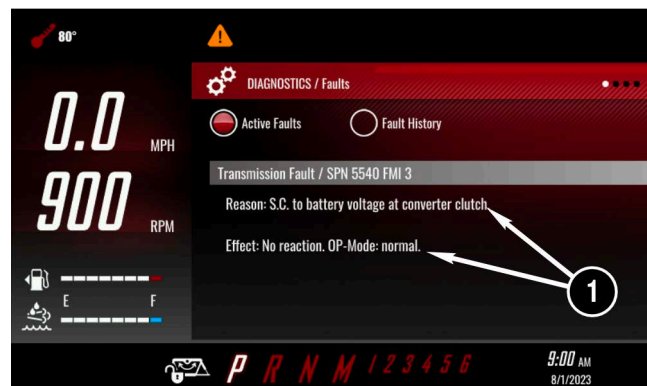 80°
DIAGNOSTICS / Faults
Active Faults
Fault History
0.0 MPH
Transmission Fault / SPN 5540 FMI 3
900 RPM
Reason: S.C. to battery voltage at converter clutch.
Effect: No reaction. OP-Mode: normal.
1
E F
P R N M 1 2 3 4 5 6
9:00 AM
8/1/2023